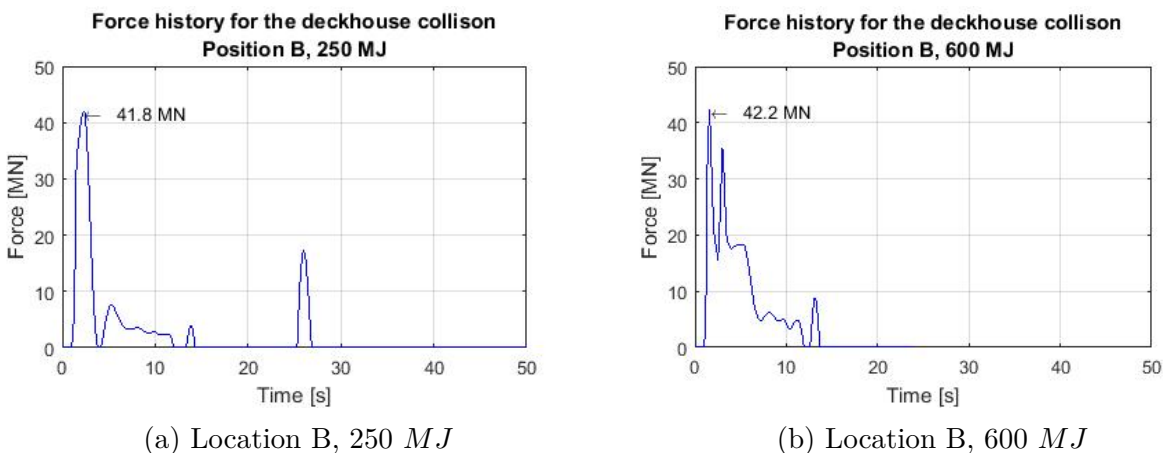 Force history for the deckhouse collison
Position B, 250 MJ
50
40
30
20
10
0
Force [MN]
← 41.8 MN
0 10 20 30 40 50
Time [s]
(a) Location B, 250 MJ
Force history for the deckhouse collison
Position B, 600 MJ
50
40
30
20
10
0
Force [MN]
← 42.2 MN
0 10 20 30 40 50
Time [s]
(b) Location B, 600 MJ